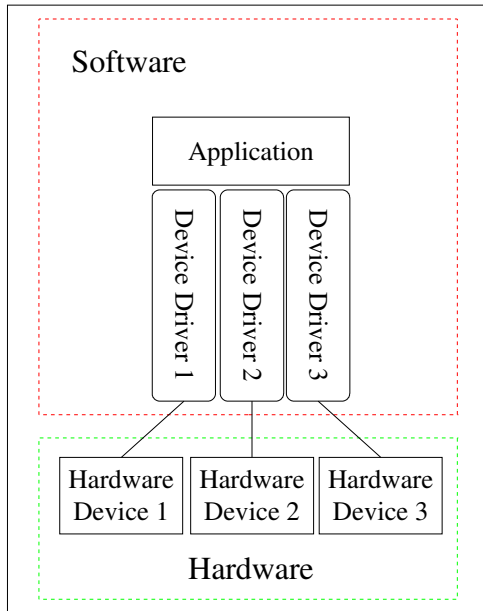 Software
Application
Device Driver 1
Device Driver 2
Device Driver 3
Hardware
Device 1
Hardware
Device 2
Hardware
Device 3
Hardware